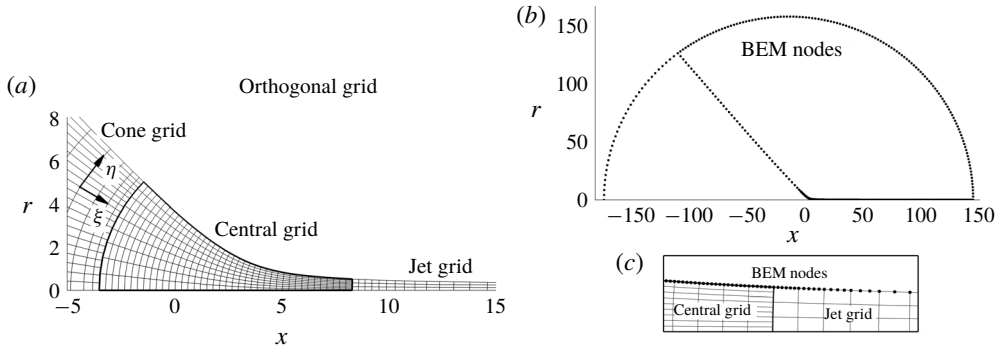 (a)
Orthogonal grid
8
6
4
2
0
r
Cone grid
η
ξ
Central grid
Jet grid
−5 0 5 10 15
x
(b)
150
100
50
0
r
BEM nodes
−150 −100 −50 0 50 100 150
x
(c)
BEM nodes
Central grid
Jet grid